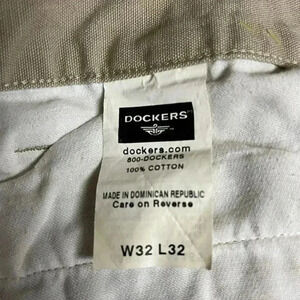 DOCKERS
dockers.com
800-DOCKERS
100% COTTON
MADE IN DOMINICAN REPUBLIC
Care on Reverse
W32 L32